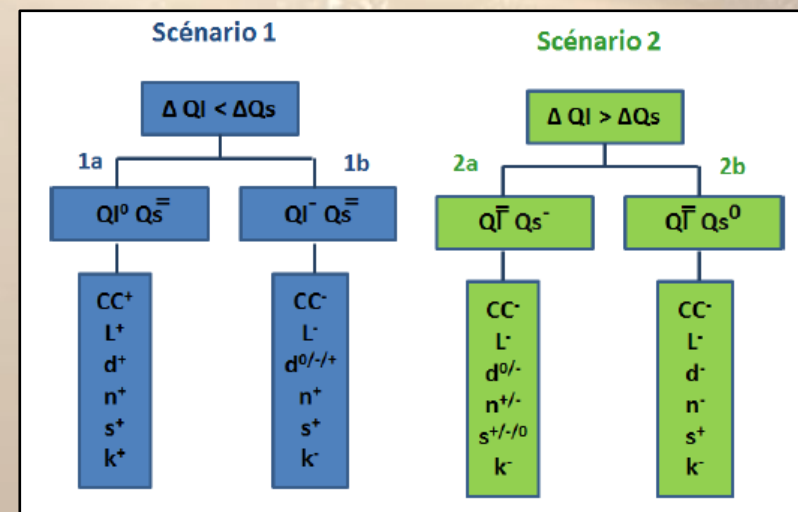 Scénario 1
Δ Ql < ΔQs
1a
1b
Ql⁰ Qs⁼
Ql⁻ Qs⁼
CC⁺
L⁺
d⁺
n⁺
s⁺
k⁺
CC⁻
L⁻
d⁰/⁻/⁺
n⁺
s⁺
k⁻
Scénario 2
Δ Ql > ΔQs
2a
2b
Ql⁼ Qs⁻
Ql⁼ Qs⁰
CC⁻
L⁻
d⁰/⁻
n⁺/⁻
s⁺/⁻/⁰
k⁻
CC⁻
L⁻
d⁻
n⁻
s⁺
k⁻